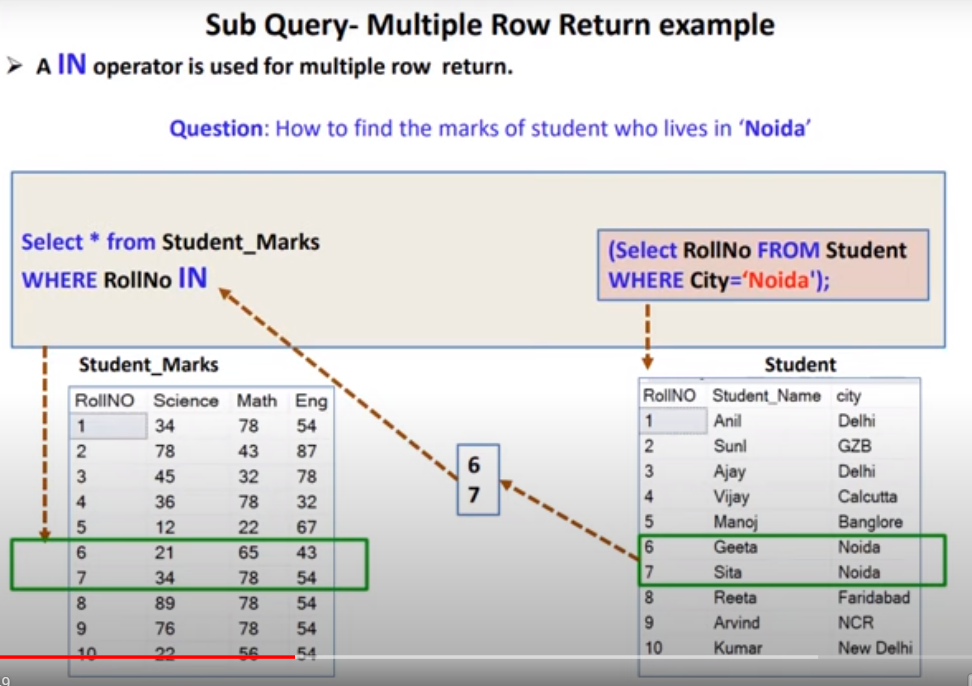 Sub Query- Multiple Row Return example
➢ A IN operator is used for multiple row return.
Question: How to find the marks of student who lives in ‘Noida’
Select * from Student_Marks
WHERE RollNo IN
(Select RollNo FROM Student
WHERE City=‘Noida');
Student_Marks
RollNO Science Math Eng
1 34 78 54
2 78 43 87
3 45 32 78
4 36 78 32
5 12 22 67
6 21 65 43
7 34 78 54
8 89 78 54
9 76 78 54
10 22 56 54
6
7
Student
RollNO Student_Name city
1 Anil Delhi
2 Sunl GZB
3 Ajay Delhi
4 Vijay Calcutta
5 Manoj Banglore
6 Geeta Noida
7 Sita Noida
8 Reeta Faridabad
9 Arvind NCR
10 Kumar New Delhi